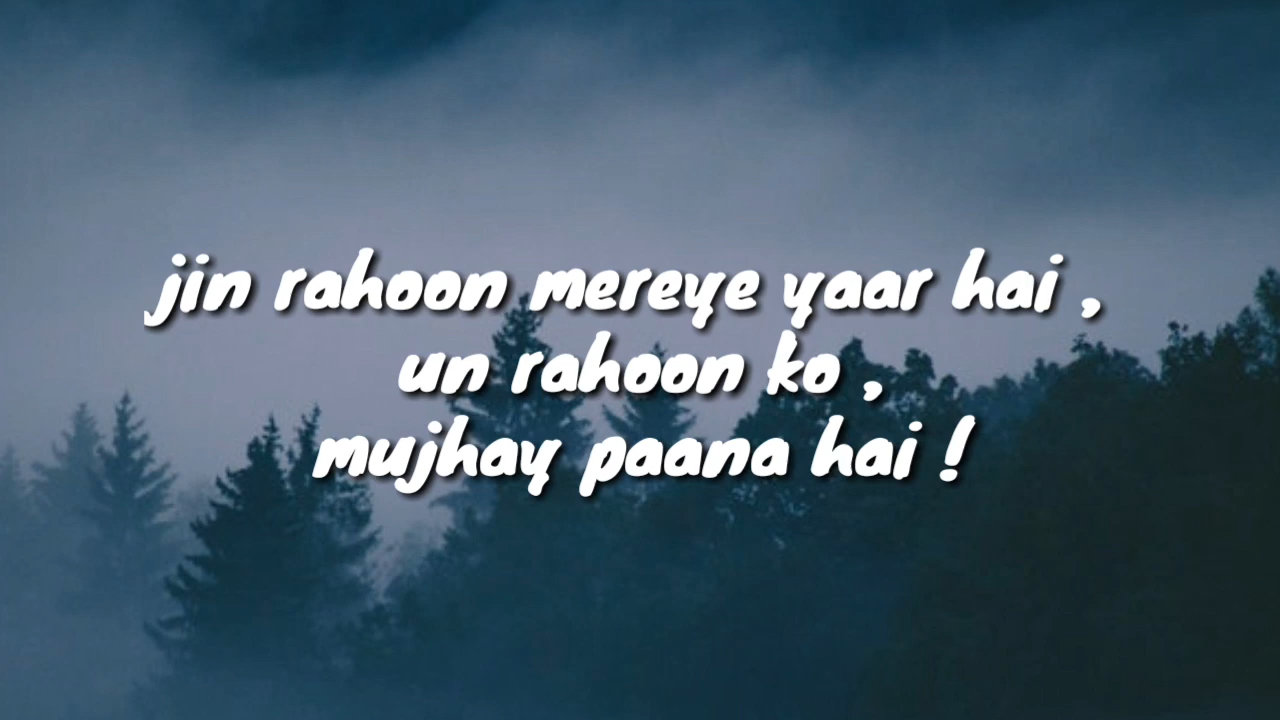 jin rahoon mereye yaar hai ,
un rahoon ko ,
mujhay paana hai !